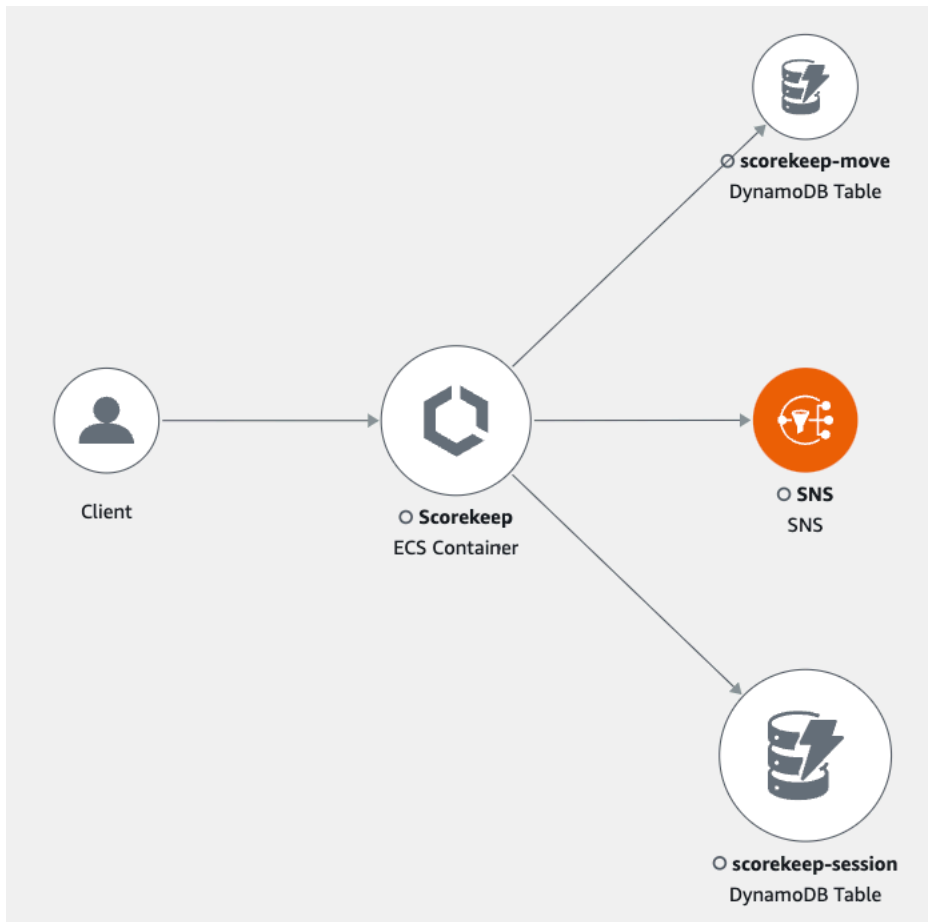 scorekeep-move
DynamoDB Table
Client
Scorekeep
ECS Container
SNS
SNS
scorekeep-session
DynamoDB Table